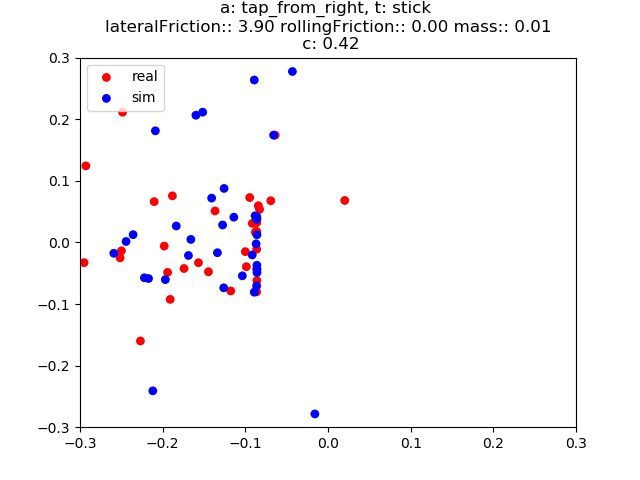 a: tap_from_right, t: stick
lateralFriction:: 3.90 rollingFriction:: 0.00 mass:: 0.01
c: 0.42
real
sim
0.3
0.2
0.1
0.0
−0.1
−0.2
−0.3
−0.3 −0.2 −0.1 0.0 0.1 0.2 0.3